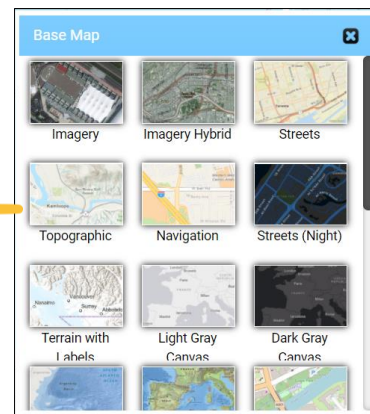 Base Map
Imagery
Imagery Hybrid
Streets
Topographic
Navigation
Streets (Night)
Vancouver
Terrain with
Labels
Light Gray
Canvas
Dark Gray
Canvas